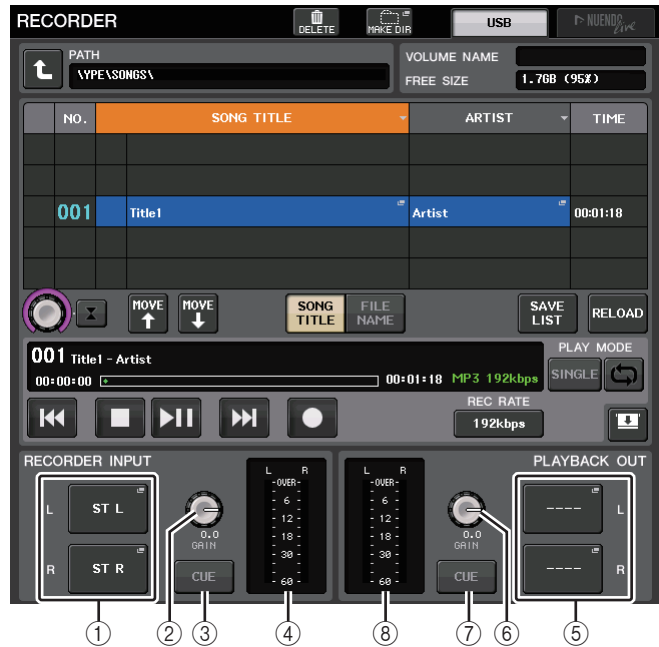 RECORDER
DELETE
MAKE DIR
USB
NUENDO Live
PATH
\YPE\SONGS\
VOLUME NAME
FREE SIZE
1.7GB (95%)
NO.
SONG TITLE
ARTIST
TIME
001
Title1
Artist
00:01:18
MOVE
MOVE
SONG TITLE
FILE NAME
SAVE LIST
RELOAD
001 Title1 - Artist
00:00:00
00:01:18
MP3 192kbps
PLAY MODE
SINGLE
REC RATE
192kbps
RECORDER INPUT
L
ST L
R
ST R
0.0
GAIN
CUE
L R
-OVER-
6
12
18
30
60
L R
-OVER-
6
12
18
30
60
PLAYBACK OUT
0.0
GAIN
CUE
----
L
----
R
① ② ③ ④ ⑧ ⑦ ⑥ ⑤